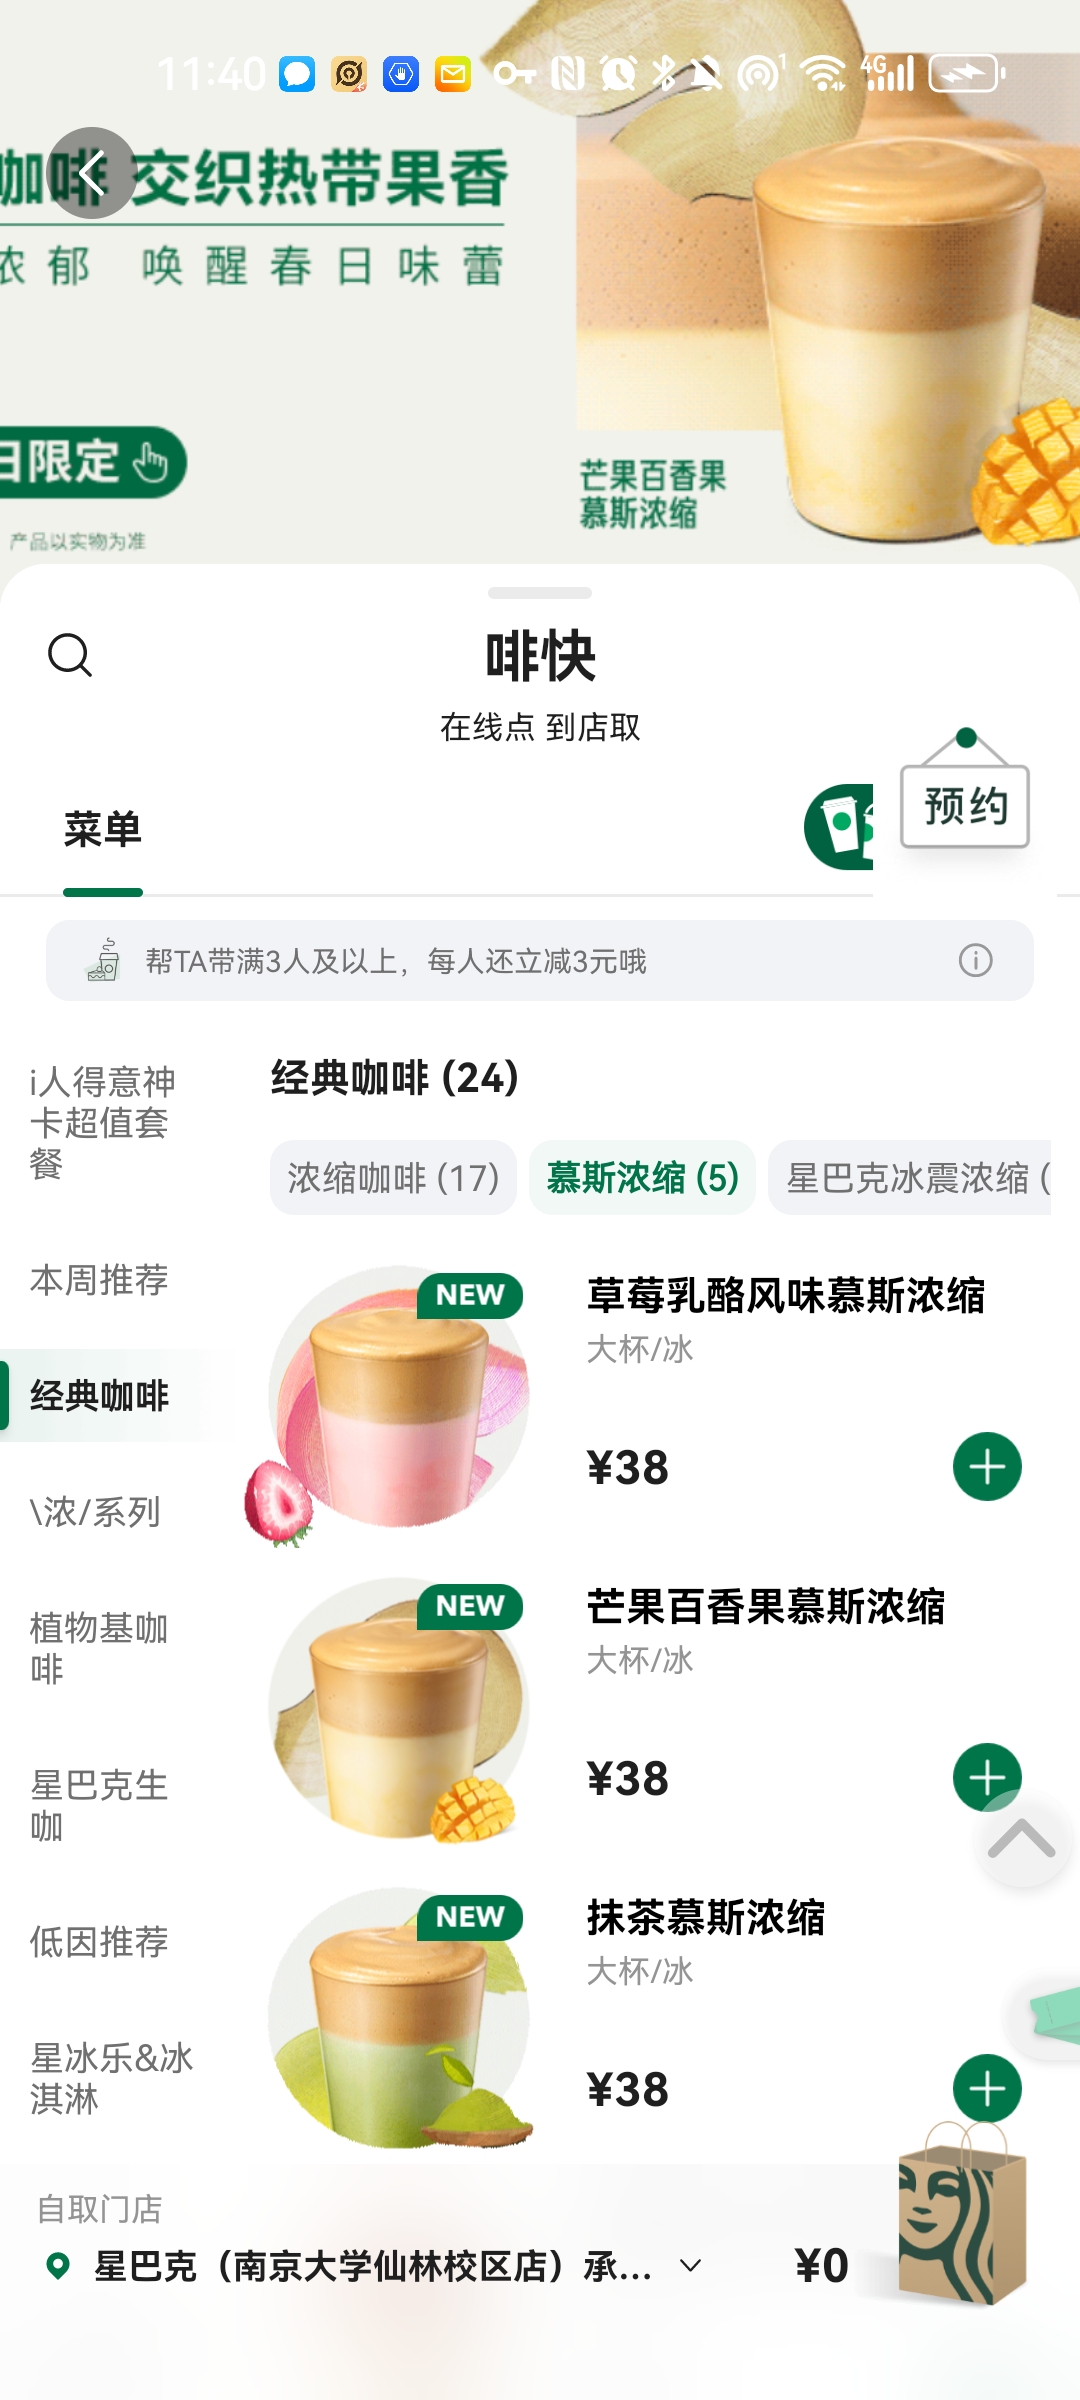 11:40
4G
1
咖啡 交织热带果香
浓郁 唤醒春日味蕾
日限定
产品以实物为准
芒果百香果
慕斯浓缩
啡快
在线点 到店取
预约
菜单
帮TA带满3人及以上，每人还立减3元哦
i人得意神
卡超值套
餐
本周推荐
经典咖啡
\浓/系列
植物基咖
啡
星巴克生
咖
低因推荐
星冰乐&冰
淇淋
经典咖啡 (24)
浓缩咖啡 (17)
慕斯浓缩 (5)
星巴克冰震浓缩 (
NEW
草莓乳酪风味慕斯浓缩
大杯/冰
¥38
NEW
芒果百香果慕斯浓缩
大杯/冰
¥38
NEW
抹茶慕斯浓缩
大杯/冰
¥38
自取门店
星巴克（南京大学仙林校区店）承...
¥0